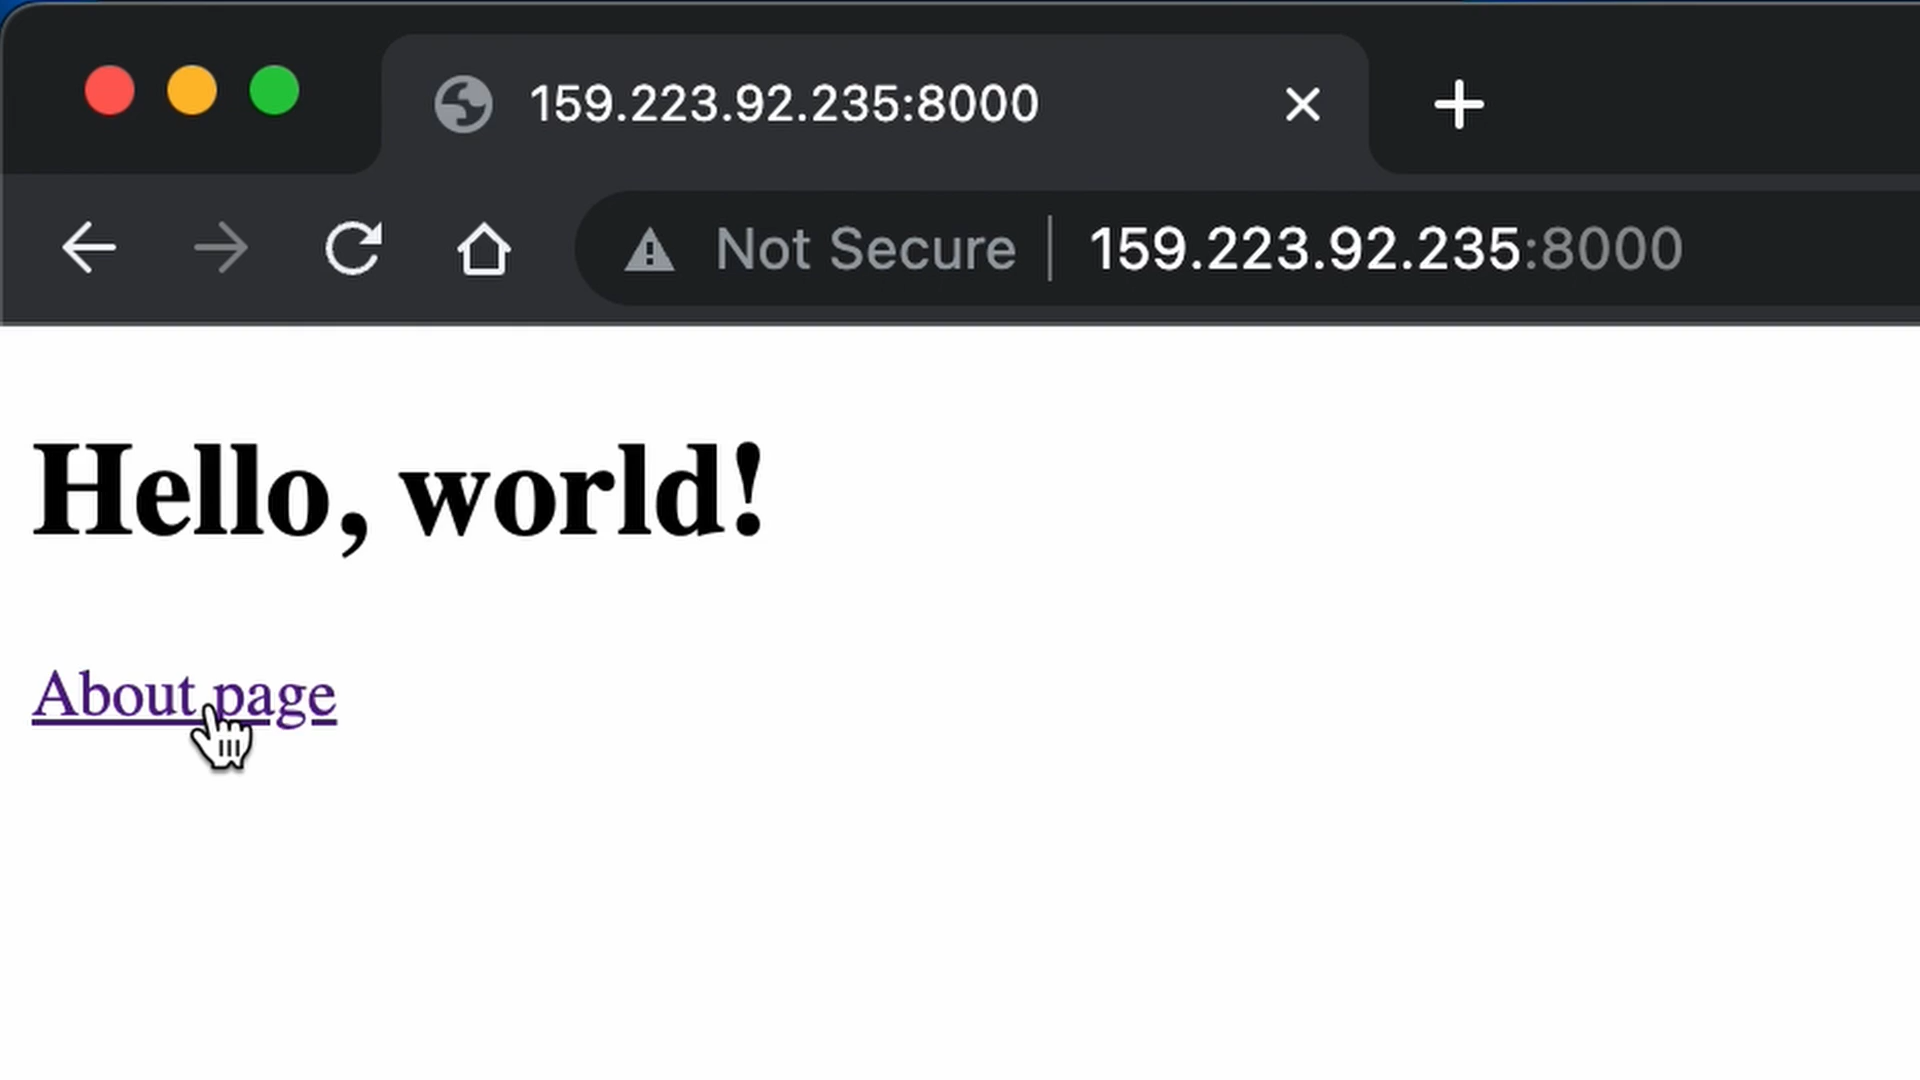 159.223.92.235:8000
Not Secure | 159.223.92.235:8000
Hello, world!
About page